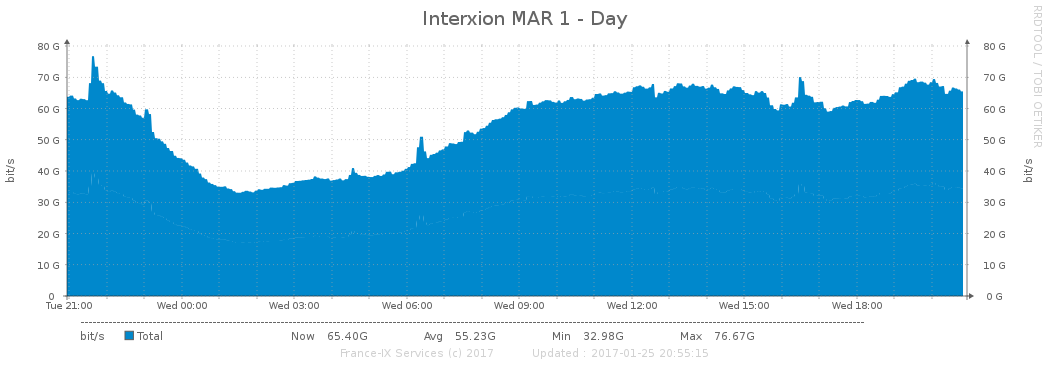 Interxion MAR 1 - Day
RRDTOOL / TOBI OETIKER
80 G 80 G
70 G 70 G
60 G 60 G
50 G 50 G
40 G 40 G
30 G 30 G
20 G 20 G
10 G 10 G
0 0 G
bit/s bit/s
Tue 21:00 Wed 00:00 Wed 03:00 Wed 06:00 Wed 09:00 Wed 12:00 Wed 15:00 Wed 18:00
bit/s Total Now 65.40G Avg 55.23G Min 32.98G Max 76.67G
France-IX Services (c) 2017 Updated : 2017-01-25 20:55:15